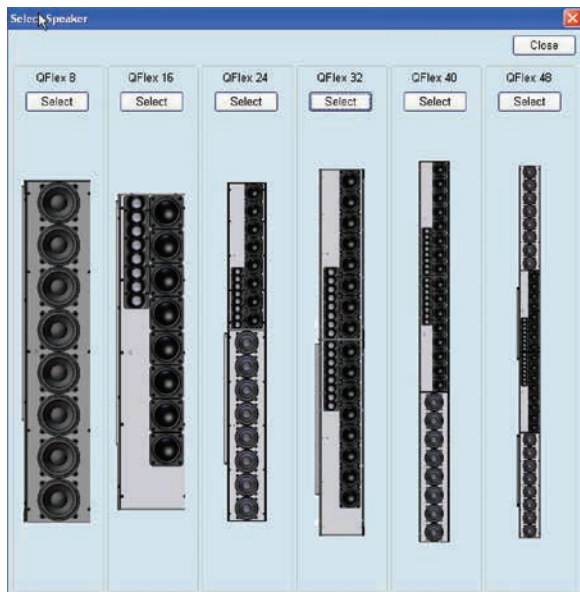 Select Speaker
Close
QFlex 8
QFlex 16
QFlex 24
QFlex 32
QFlex 40
QFlex 48
Select
Select
Select
Select
Select
Select